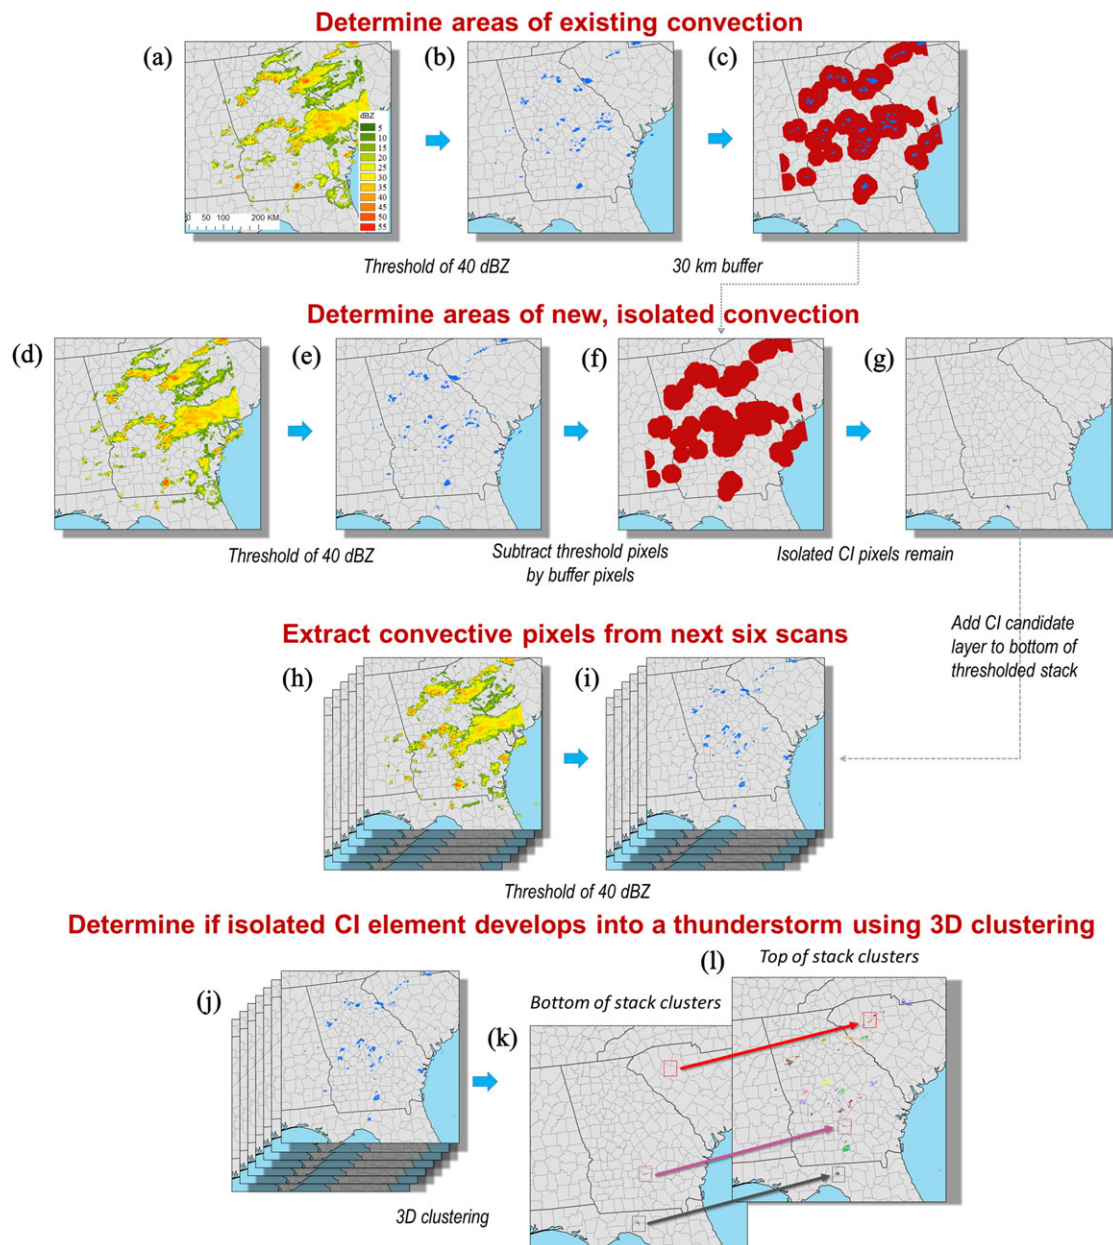 Determine areas of existing convection
(a)
(b)
(c)
dBZ
5
10
15
20
25
30
35
40
45
50
55
0 50 100 200 KM
Threshold of 40 dBZ
30 km buffer
Determine areas of new, isolated convection
(d)
(e)
(f)
(g)
Threshold of 40 dBZ
Subtract threshold pixels
by buffer pixels
Isolated CI pixels remain
Add CI candidate
layer to bottom of
thresholded stack
Extract convective pixels from next six scans
(h)
(i)
Threshold of 40 dBZ
Determine if isolated CI element develops into a thunderstorm using 3D clustering
(j)
(k)
(l)
Top of stack clusters
Bottom of stack clusters
3D clustering